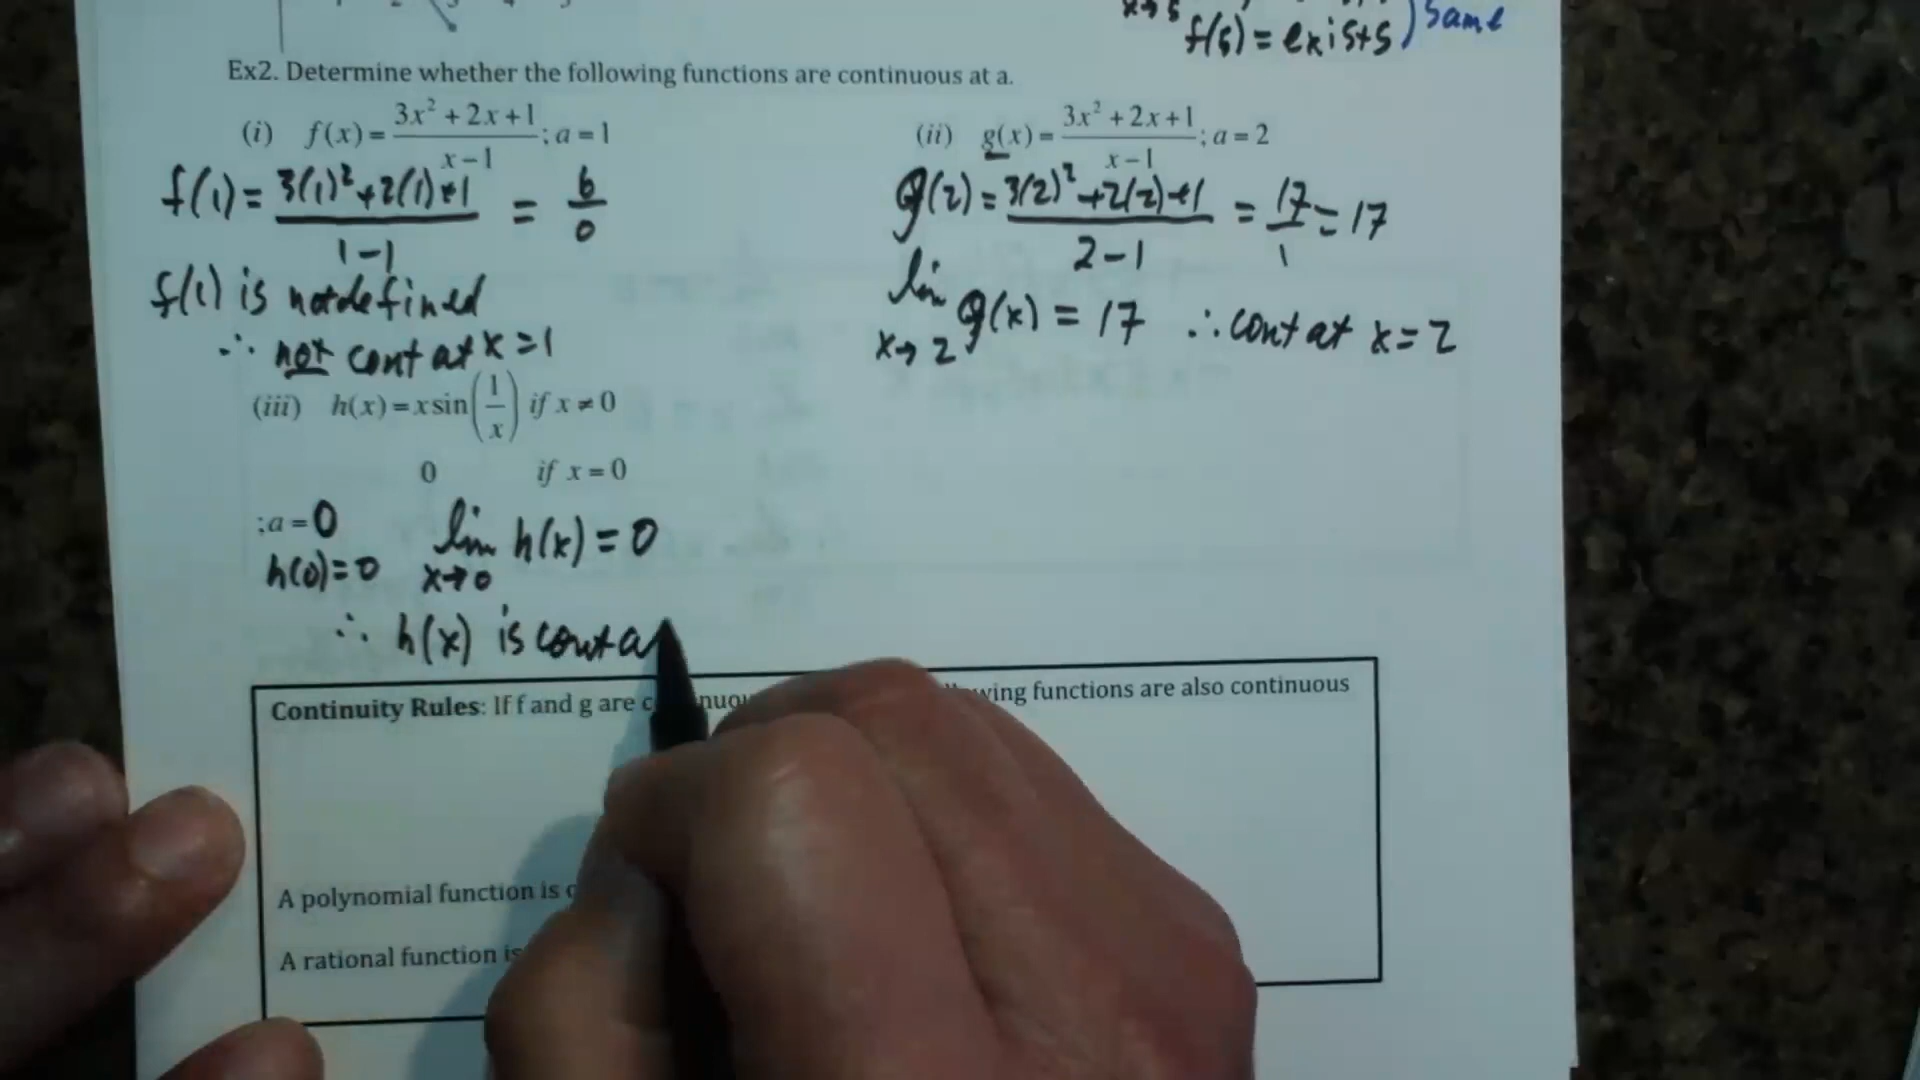 x→5
f(5) = exists) same
Ex2. Determine whether the following functions are continuous at a.
(i) f(x) = (3x² + 2x + 1)/(x − 1) ; a = 1
f(1) = (3(1)² + 2(1) + 1)/(1 − 1) = 6/0
f(1) is not defined
∴ not cont at x = 1
(ii) g(x) = (3x² + 2x + 1)/(x − 1) ; a = 2
g(2) = (3(2)² + 2(2) + 1)/(2 − 1) = 17/1 = 17
lim x→2 g(x) = 17 ∴ cont at x = 2
(iii) h(x) = x sin(1/x) if x ≠ 0
0 if x = 0
; a = 0
h(0) = 0 lim x→0 h(x) = 0
∴ h(x) is cont a
Continuity Rules: If f and g are functions are also continuous
A polynomial function is
A rational function is